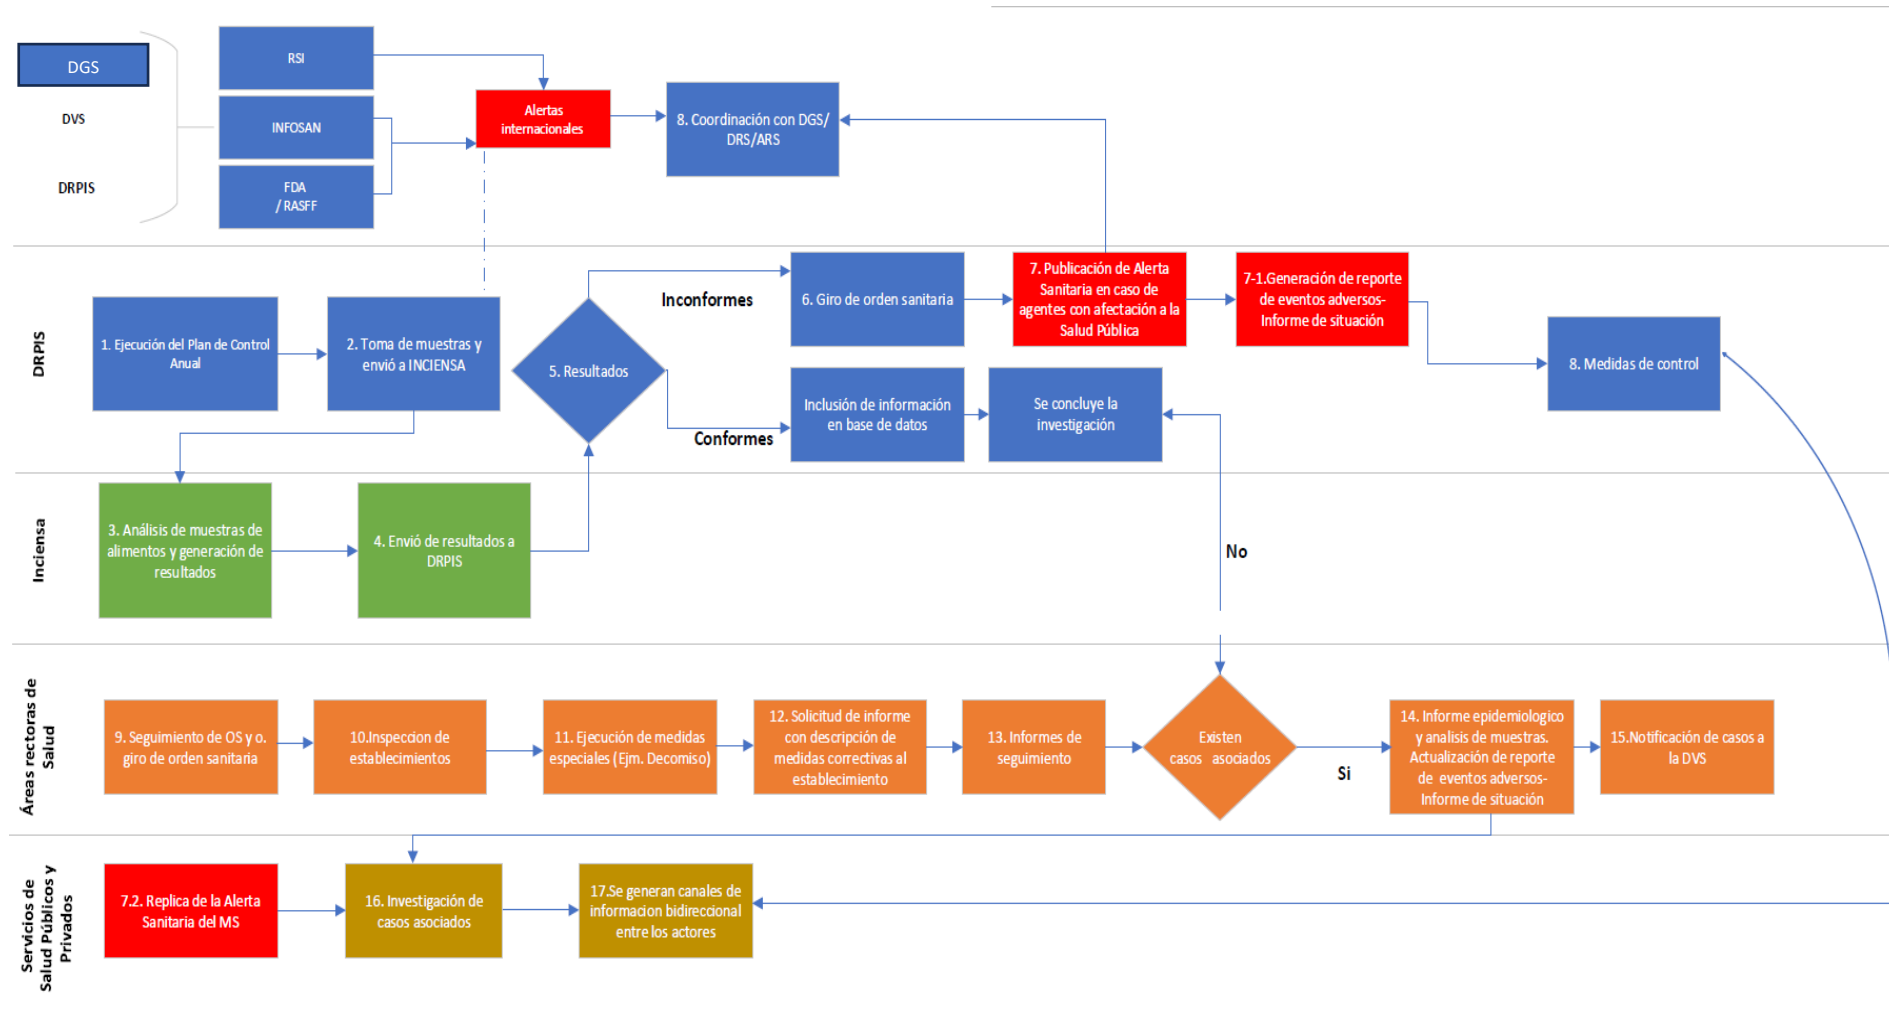 DGS
DVS
DRPIS
RSI
INFOSAN
FDA
/ RASFF
Alertas
internacionales
8. Coordinación con DGS/
DRS/ARS
DRPIS
1. Ejecución del Plan de Control
Anual
2. Toma de muestras y
envió a INCIENSA
5. Resultados
Inconformes
Conformes
6. Giro de orden sanitaria
7. Publicación de Alerta
Sanitaria en caso de
agentes con afectación a la
Salud Pública
7-1.Generación de reporte
de eventos adversos-
Informe de situación
8. Medidas de control
Inclusión de información
en base de datos
Se concluye la
investigación
Inciensa
3. Análisis de muestras de
alimentos y generación de
resultados
4. Envió de resultados a
DRPIS
No
Áreas rectoras de
Salud
9. Seguimiento de OS y o.
giro de orden sanitaria
10.Inspeccion de
establecimientos
11. Ejecución de medidas
especiales (Ejm. Decomiso)
12. Solicitud de informe
con descripción de
medidas correctivas al
establecimiento
13. Informes de
seguimiento
Existen
casos asociados
Si
14. Informe epidemiologico
y analisis de muestras.
Actualización de reporte
de eventos adversos-
Informe de situación
15.Notificación de casos a
la DVS
Servicios de
Salud Públicos y
Privados
7.2. Replica de la Alerta
Sanitaria del MS
16. Investigación de
casos asociados
17.Se generan canales de
informacion bidireccional
entre los actores